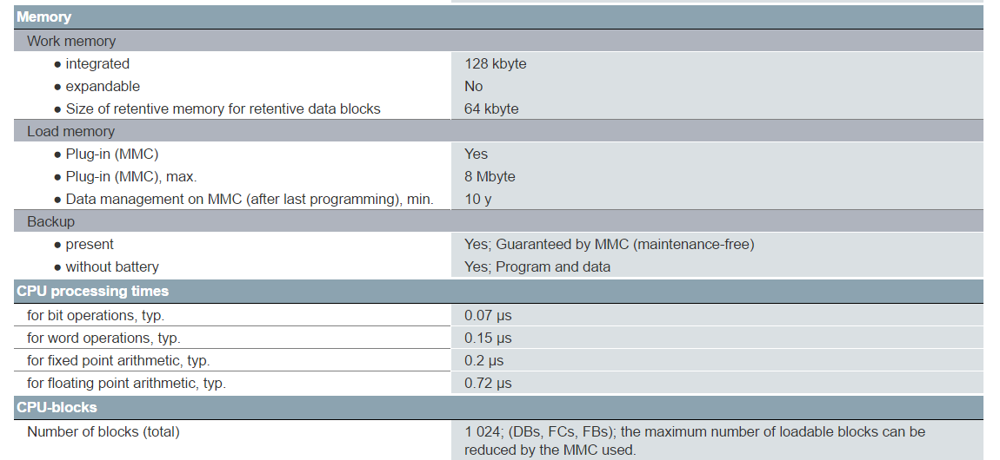 Memory
Work memory
● integrated 128 kbyte
● expandable No
● Size of retentive memory for retentive data blocks 64 kbyte
Load memory
● Plug-in (MMC) Yes
● Plug-in (MMC), max. 8 Mbyte
● Data management on MMC (after last programming), min. 10 y
Backup
● present Yes; Guaranteed by MMC (maintenance-free)
● without battery Yes; Program and data
CPU processing times
for bit operations, typ. 0.07 µs
for word operations, typ. 0.15 µs
for fixed point arithmetic, typ. 0.2 µs
for floating point arithmetic, typ. 0.72 µs
CPU-blocks
Number of blocks (total) 1 024; (DBs, FCs, FBs); the maximum number of loadable blocks can be
reduced by the MMC used.